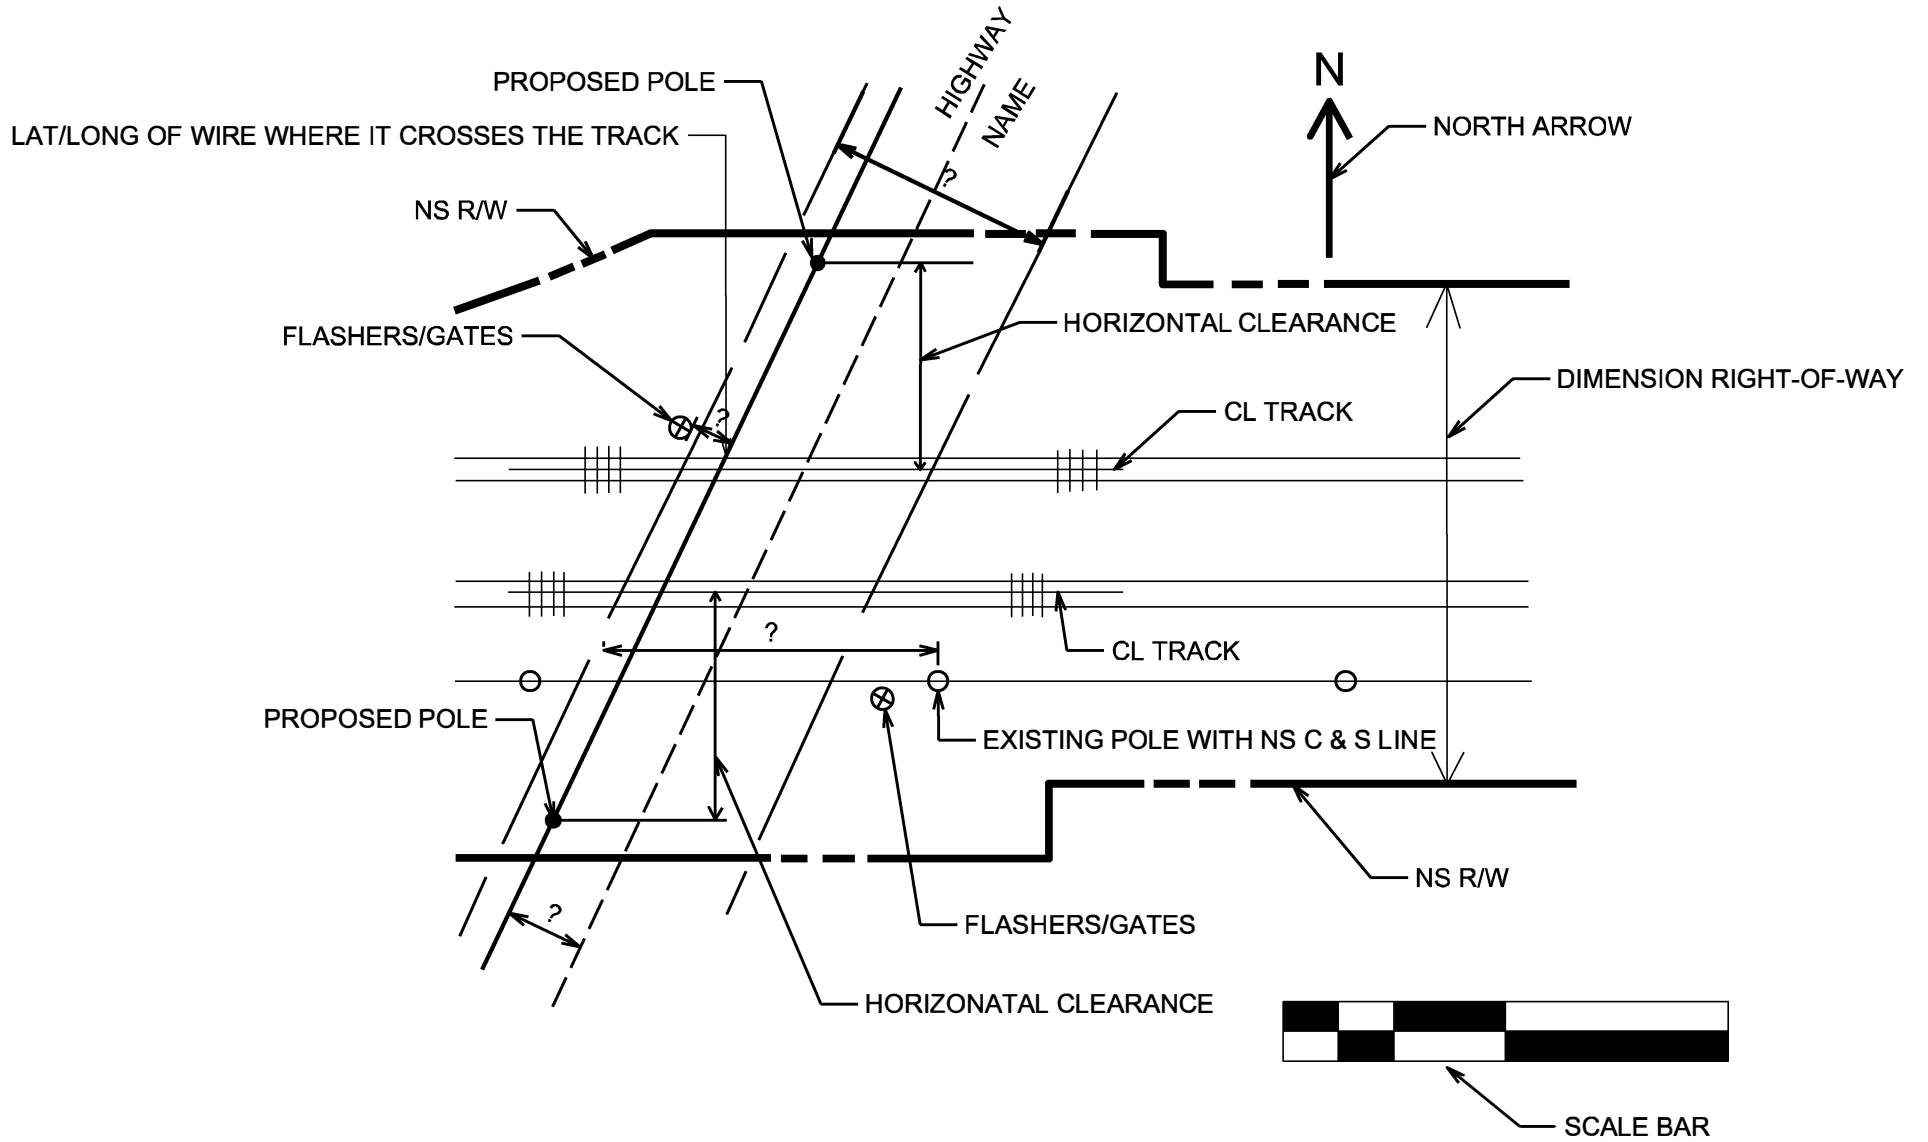 HIGHWAY
NAME
N
PROPOSED POLE
LAT/LONG OF WIRE WHERE IT CROSSES THE TRACK
NORTH ARROW
?
NS R/W
FLASHERS/GATES
HORIZONTAL CLEARANCE
DIMENSION RIGHT-OF-WAY
?
CL TRACK
?
CL TRACK
PROPOSED POLE
EXISTING POLE WITH NS C & S LINE
NS R/W
?
FLASHERS/GATES
HORIZONATAL CLEARANCE
SCALE BAR